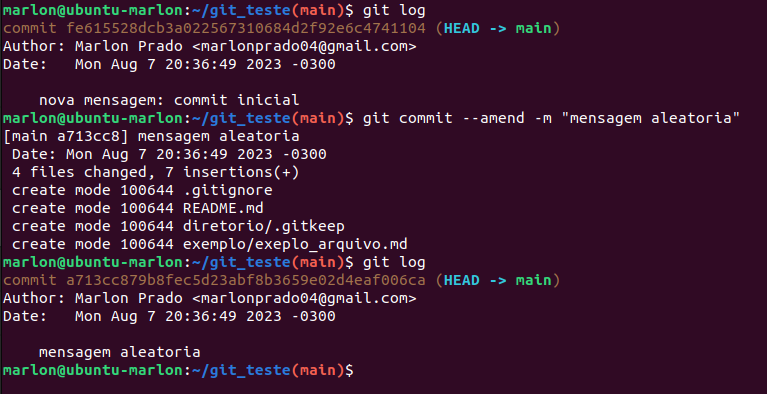 marlon@ubuntu-marlon:~/git_teste(main)$ git log
commit fe615528dcb3a022567310684d2f92e6c4741104 (HEAD -> main)
Author: Marlon Prado <marlonprado04@gmail.com>
Date:   Mon Aug 7 20:36:49 2023 -0300
    nova mensagem: commit inicial
marlon@ubuntu-marlon:~/git_teste(main)$ git commit --amend -m "mensagem aleatoria"
[main a713cc8] mensagem aleatoria
 Date: Mon Aug 7 20:36:49 2023 -0300
 4 files changed, 7 insertions(+)
 create mode 100644 .gitignore
 create mode 100644 README.md
 create mode 100644 diretorio/.gitkeep
 create mode 100644 exemplo/exeplo_arquivo.md
marlon@ubuntu-marlon:~/git_teste(main)$ git log
commit a713cc879b8fec5d23abf8b3659e02d4eaf006ca (HEAD -> main)
Author: Marlon Prado <marlonprado04@gmail.com>
Date:   Mon Aug 7 20:36:49 2023 -0300
    mensagem aleatoria
marlon@ubuntu-marlon:~/git_teste(main)$